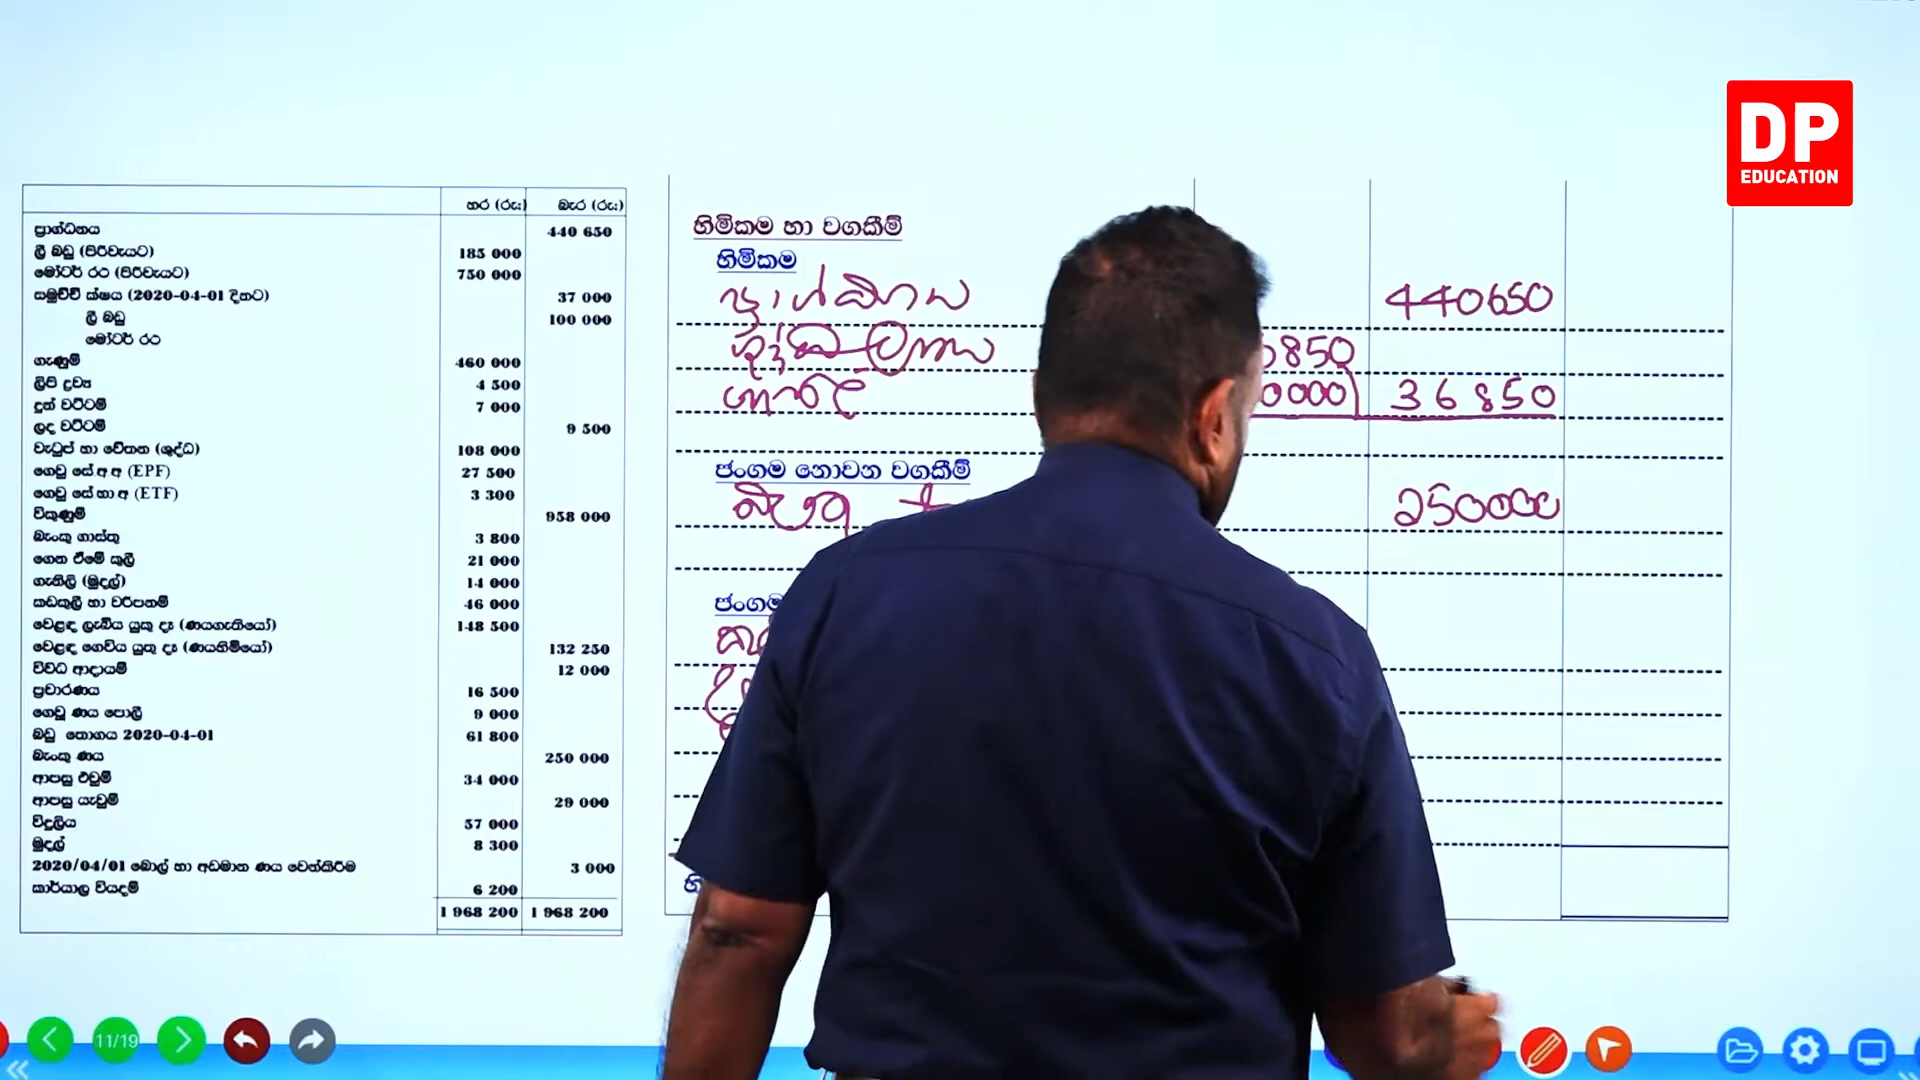 DP
EDUCATION
හර (රු:) බැර (රු:)
ප්‍රාග්ධනය 440 650
ලී බඩු (පිරිවැයට) 185 000
මෝටර් රථ (පිරිවැයට) 750 000
සමුච්චි ක්ෂය (2020-04-01 දිනට) 37 000
ලී බඩු 100 000
මෝටර් රථ
ගැණුම් 460 000
ලිපි ද්‍රව්‍ය 4 500
දුන් වට්ටම් 7 000
ලද වට්ටම් 9 500
වැටුප් හා වේතන (ශුද්ධ) 108 000
ගෙවූ සේ අ අ (EPF) 27 500
ගෙවූ සේ හා අ (ETF) 3 300
විකුණුම් 958 000
බැංකු ගාස්තු 3 800
ගෙන ඒමේ කුලී 21 000
ගැනිලි (මුදල්) 14 000
කඩකුලී හා වරිපනම් 46 000
වෙළඳ ලැබිය යුතු දෑ (ණයගැතියෝ) 148 500
වෙළඳ ගෙවිය යුතු දෑ (ණයහිමියෝ) 132 250
විවිධ ආදායම් 12 000
ප්‍රචාරණය 16 500
ගෙවූ ණය පොලී 9 000
බඩු තොගය 2020-04-01 61 800
බැංකු ණය 250 000
ආපසු එවුම් 34 000
ආපසු යැවුම් 29 000
විදුලිය 57 000
මුදල් 8 300
2020/04/01 බොල් හා අඩමාන ණය වෙන්කිරීම 3 000
කාර්යාල වියදම් 6 200
1 968 200 1 968 200
හිමිකම හා වගකීම්
හිමිකම
ප්‍රාග්ධනය 440650
ශුද්ධ ලාභය 850
ගැනිලි 0000) 36850
ජංගම නොවන වගකීම්
බැංකු 250000
ජංගම
11/19